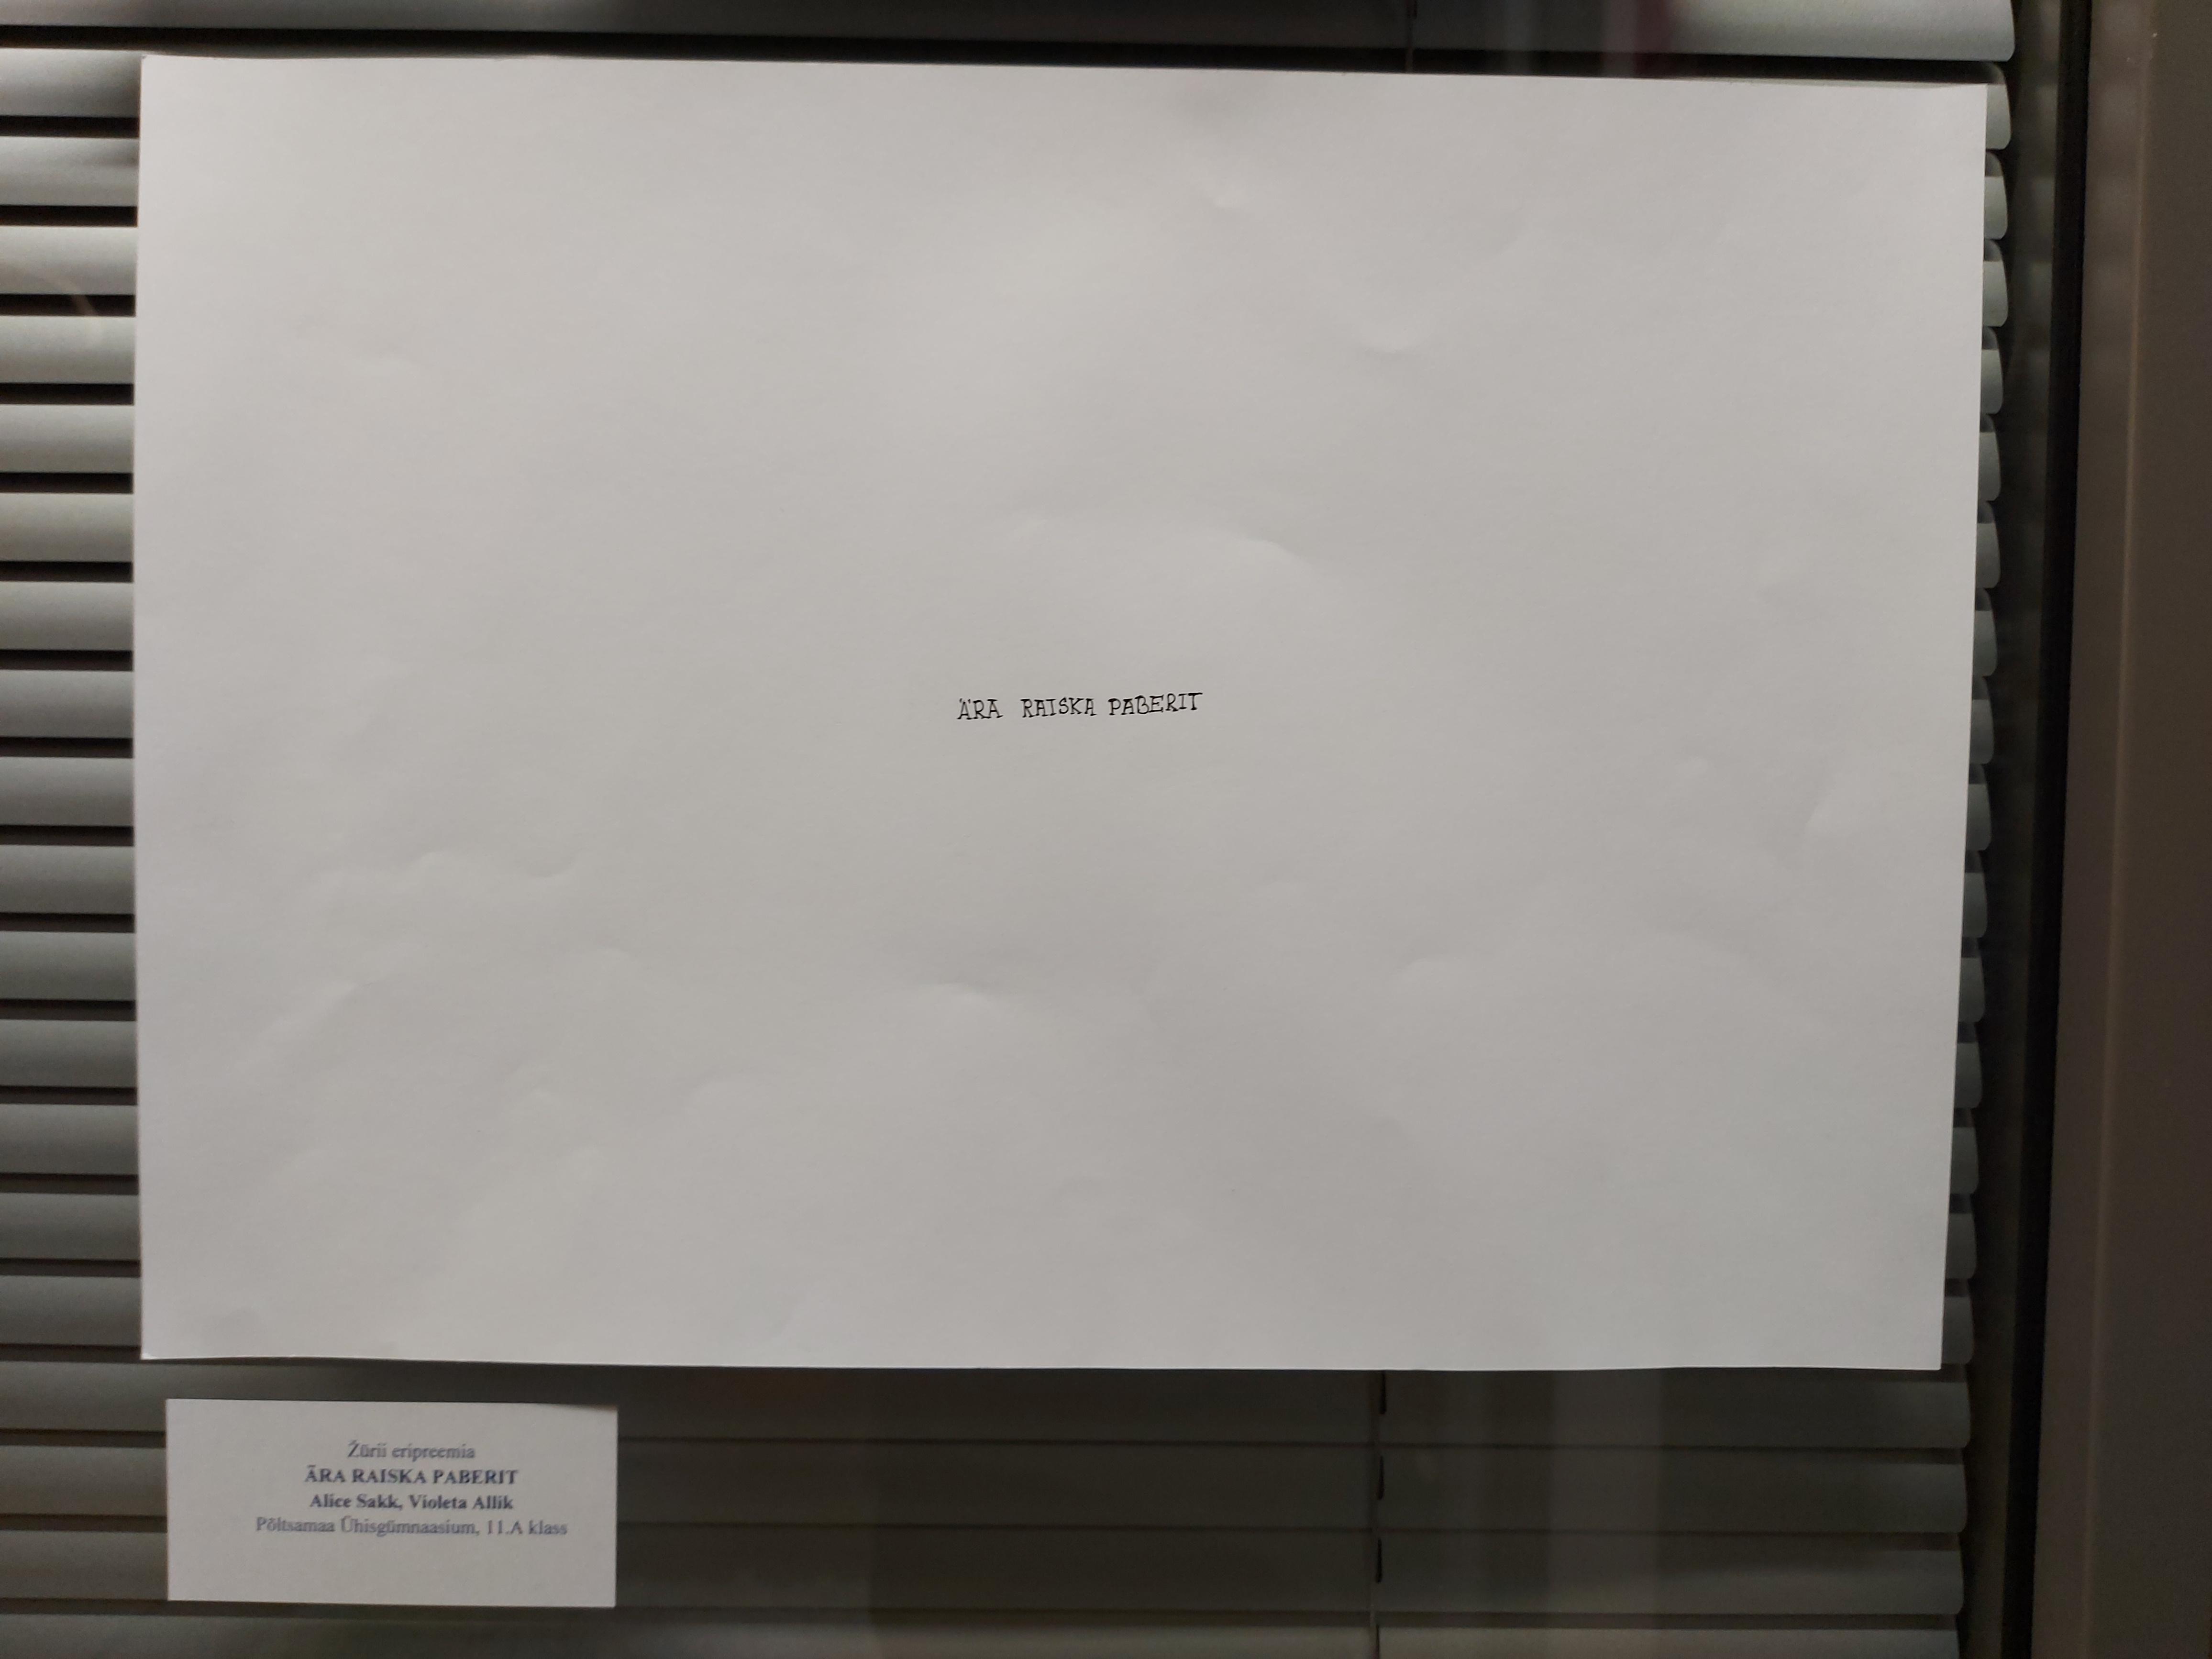 ÄRA RAISKA PABERIT
Žürii eripreemia
ÄRA RAISKA PABERIT
Alice Sakk, Violeta Allik
Põltsamaa Ühisgümnaasium, 11.A klass